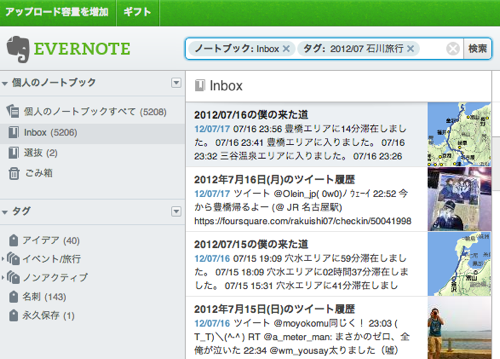 アップロード容量を増加 ギフト
EVERNOTE
ノートブック: Inbox × タグ: 2012/07 石川旅行 × × 検索
個人のノートブック
個人のノートブックすべて (5208)
Inbox (5206)
選抜 (2)
ごみ箱
タグ
アイデア (40)
イベント/旅行
ノンアクティブ
名刺 (143)
永久保存 (1)
Inbox
2012/07/16の僕の来た道
12/07/17 07/16 23:56 豊橋エリアに14分滞在しまし
た。 07/16 23:41 豊橋エリアに入りました。 07/16
23:32 三谷温泉エリアに入りました。 07/16 23:26
2012年7月16日(月)のツイート履歴
12/07/17 ツイート @Olein_jp( 0w0)ノ ウェーイ 22:52 今
から豊橋帰るよー (@ JR 名古屋駅)
https://foursquare.com/rakuishi07/checkin/50041998
2012/07/15の僕の来た道
12/07/16 07/15 19:09 穴水エリアに59分滞在しまし
た。 07/15 18:09 穴水エリアに02時間37分滞在しま
した。 07/15 15:31 穴水エリアに41分滞在しまし
2012年7月15日(日)のツイート履歴
12/07/16 ツイート @moyokomu同じく! 23:03 (
T_T)＼(^-^ ) RT @a_meter_man: まさかのゼロ、全
俺が泣いた 22:34 @wm_yousay太りました（嘘）